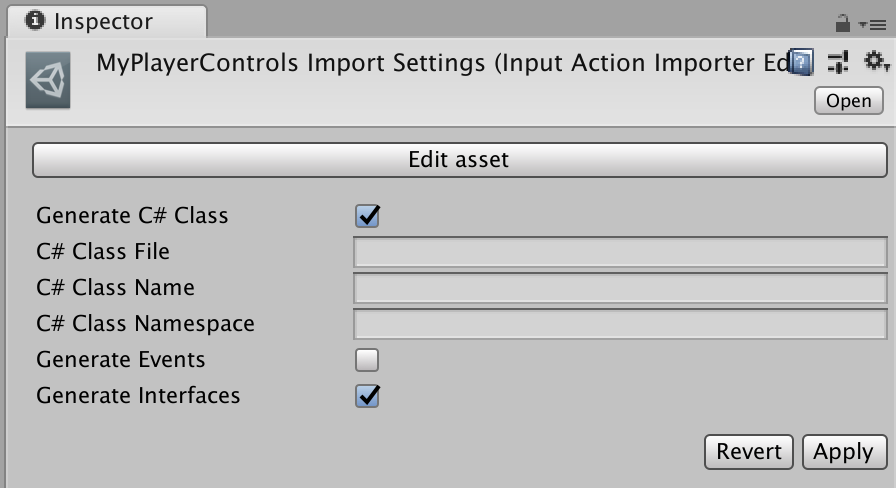 Inspector
MyPlayerControls Import Settings (Input Action Importer Ed
Open
Edit asset
Generate C# Class
C# Class File
C# Class Name
C# Class Namespace
Generate Events
Generate Interfaces
Revert Apply